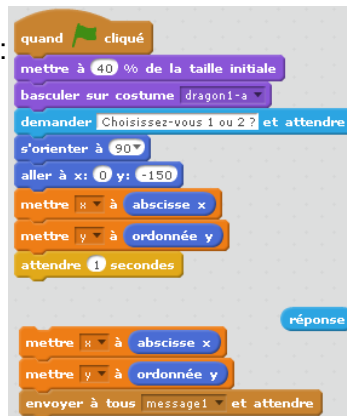 :
quand cliqué
mettre à 40 % de la taille initiale
basculer sur costume dragon1-a
demander Choisissez-vous 1 ou 2 ? et attendre
s'orienter à 90
aller à x: 0 y: -150
mettre x à abscisse x
mettre y à ordonnée y
attendre 1 secondes
réponse
mettre x à abscisse x
mettre y à ordonnée y
envoyer à tous message1 et attendre